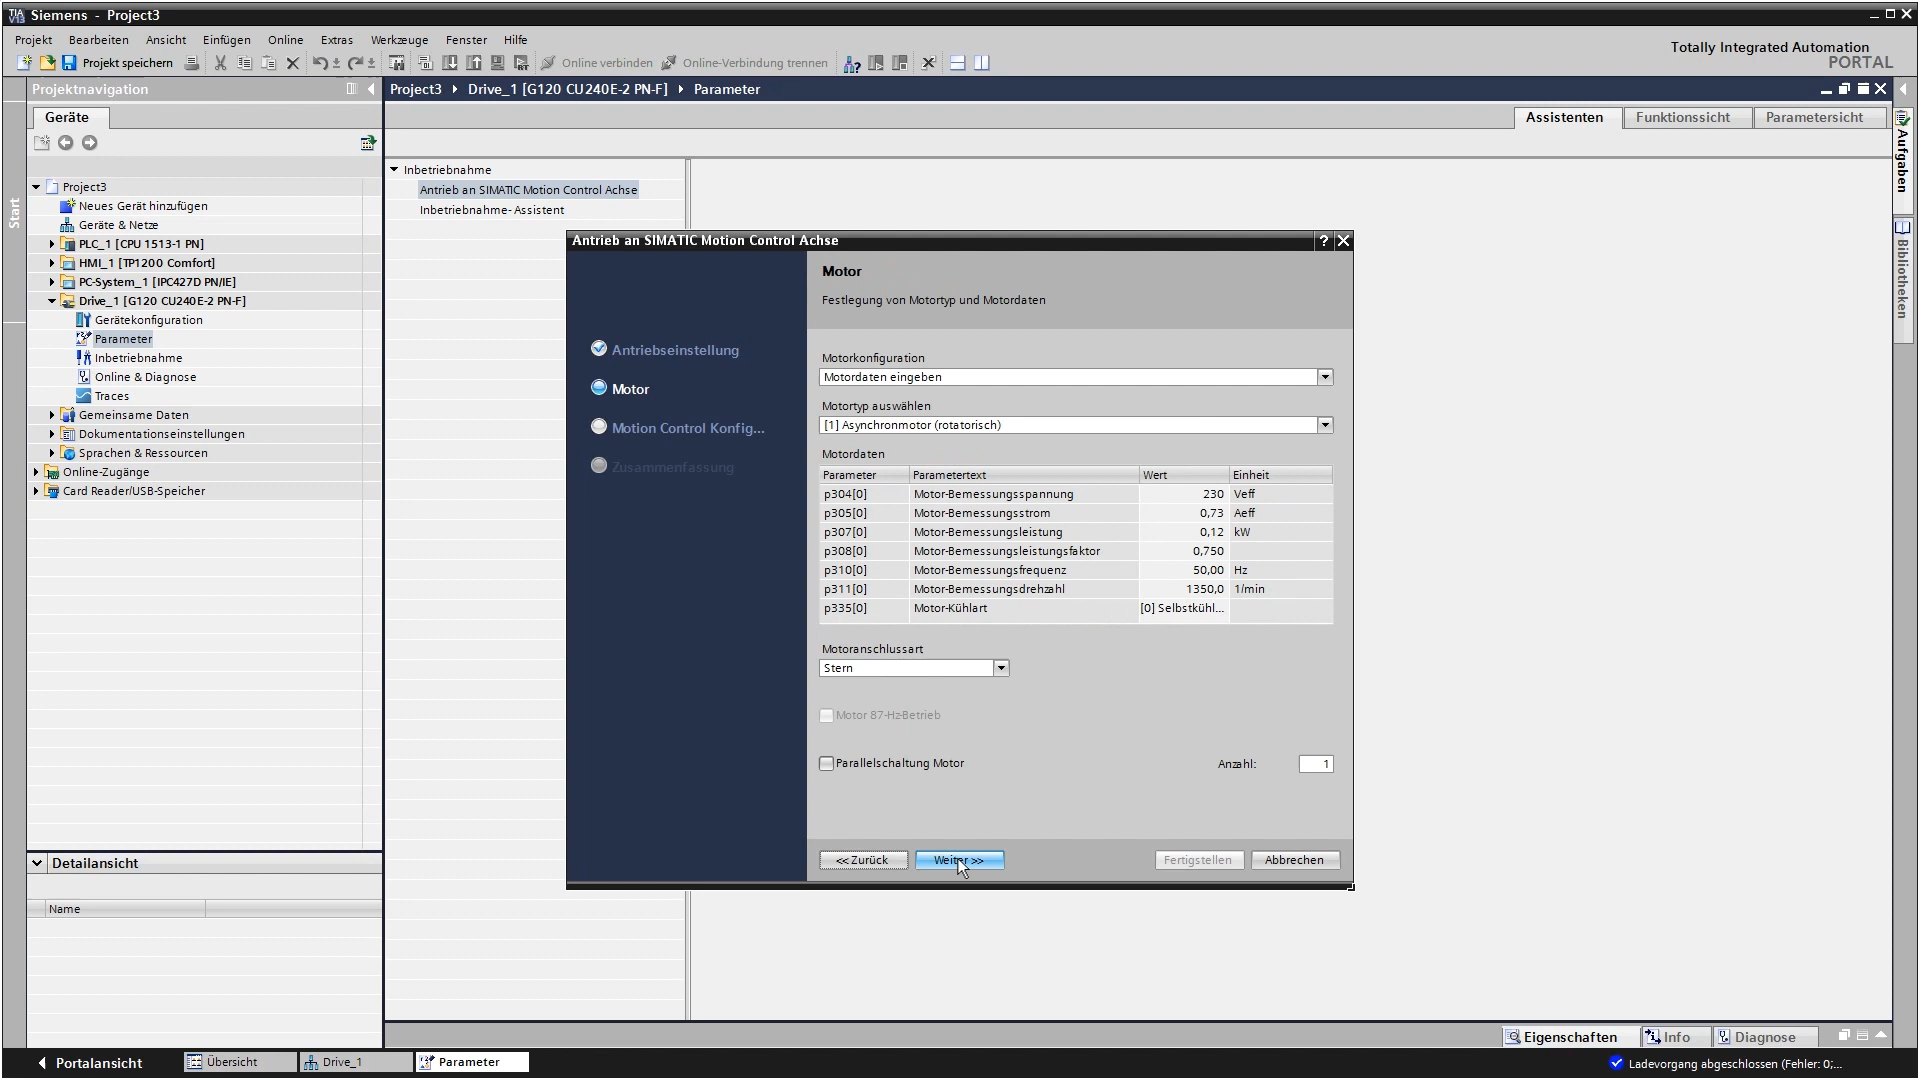 Siemens - Project3
Projekt Bearbeiten Ansicht Einfügen Online Extras Werkzeuge Fenster Hilfe
Totally Integrated Automation
PORTAL
Projekt speichern Online verbinden Online-Verbindung trennen
Projektnavigation
Project3 Drive_1 [G120 CU240E-2 PN-F] Parameter
Geräte
Assistenten Funktionssicht Parametersicht
Start
Project3
Neues Gerät hinzufügen
Geräte & Netze
PLC_1 [CPU 1513-1 PN]
HMI_1 [TP1200 Comfort]
PC-System_1 [IPC427D PN/IE]
Drive_1 [G120 CU240E-2 PN-F]
Gerätekonfiguration
Parameter
Inbetriebnahme
Online & Diagnose
Traces
Gemeinsame Daten
Dokumentationseinstellungen
Sprachen & Ressourcen
Online-Zugänge
Card Reader/USB-Speicher
Inbetriebnahme
Antrieb an SIMATIC Motion Control Achse
Inbetriebnahme-Assistent
Antrieb an SIMATIC Motion Control Achse
?
Antriebseinstellung
Motor
Motion Control Konfig...
Zusammenfassung
Motor
Festlegung von Motortyp und Motordaten
Motorkonfiguration
Motordaten eingeben
Motortyp auswählen
[1] Asynchronmotor (rotatorisch)
Motordaten
Parameter Parametertext Wert Einheit
p304[0] Motor-Bemessungsspannung 230 Veff
p305[0] Motor-Bemessungsstrom 0,73 Aeff
p307[0] Motor-Bemessungsleistung 0,12 kW
p308[0] Motor-Bemessungsleistungsfaktor 0,750
p310[0] Motor-Bemessungsfrequenz 50,00 Hz
p311[0] Motor-Bemessungsdrehzahl 1350,0 1/min
p335[0] Motor-Kühlart [0] Selbstkühl...
Motoranschlussart
Stern
Motor 87-Hz-Betrieb
Parallelschaltung Motor Anzahl: 1
<< Zurück Weiter >> Fertigstellen Abbrechen
Aufgaben
Bibliotheken
Detailansicht
Name
Eigenschaften Info Diagnose
Portalansicht Übersicht Drive_1 Parameter
Ladevorgang abgeschlossen (Fehler: 0;...